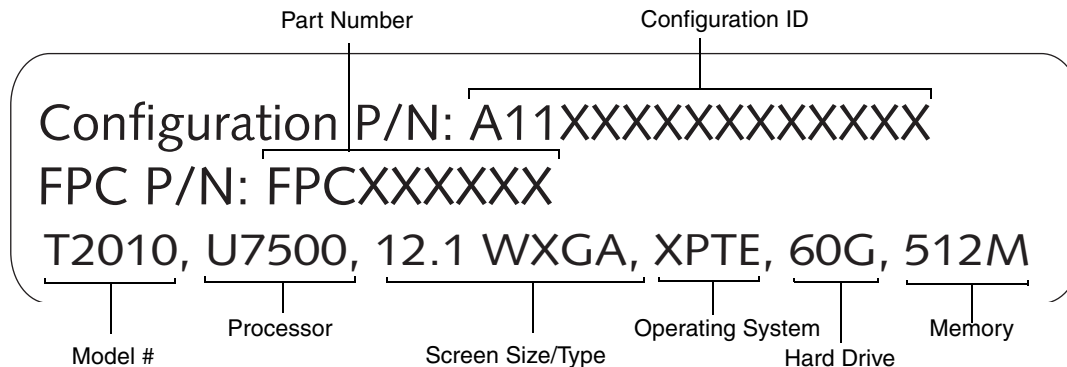 Part Number Configuration ID
Configuration P/N: A11XXXXXXXXXXXX
FPC P/N: FPCXXXXXX
T2010, U7500, 12.1 WXGA, XPTE, 60G, 512M
Processor Operating System Memory
Model # Screen Size/Type Hard Drive